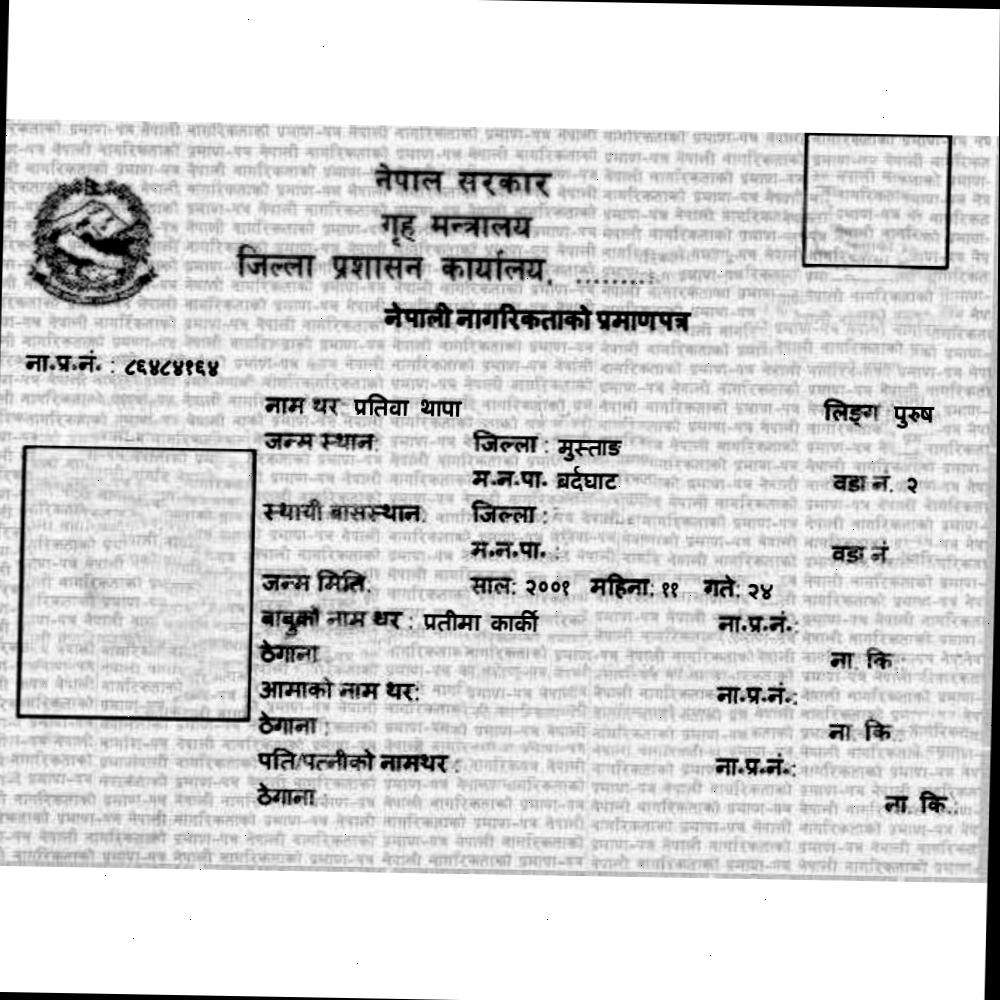 नेपाल सरकार
गृह मन्त्रालय
जिल्ला प्रशासन कार्यालय, ..........
नेपाली नागरिकताको प्रमाणपत्र
ना.प्र.नं. : ८६४८४१६४
नाम थर प्रतिवा थापा लिङ्ग पुरुष
जन्म स्थान: जिल्ला : मुस्ताङ
म.न.पा. ब्रर्दघाट वडा नं. २
स्थायी बासस्थान: जिल्ला :
म.न.पा. : वडा नं
जन्म मिति: साल: २००१ महिना: ११ गते: २४
बाबुको नाम थर : प्रतीमा कार्की ना.प्र.नं.:
ठेगाना ना. कि.:
आमाको नाम थर: ना.प्र.नं.:
ठेगाना : ना. कि.:
पति/पत्नीको नामथर : ना.प्र.नं.:
ठेगाना ना. कि.: